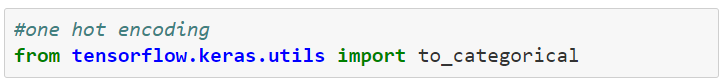 #one hot encoding
from tensorflow.keras.utils import to_categorical